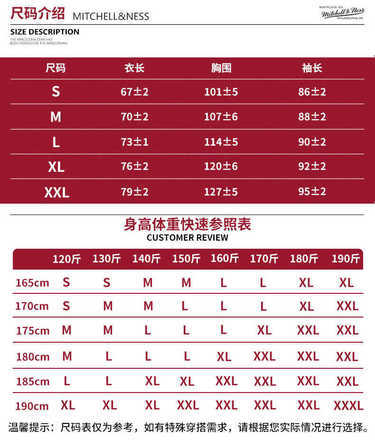 尺码介绍 MITCHELL&NESS
Mitchell & Ness
SIZE DESCRIPTION
尺码 衣长 胸围 袖长
S 67±2 101±5 86±2
M 70±2 107±6 88±2
L 73±1 114±5 90±2
XL 76±2 120±6 92±2
XXL 79±2 127±5 95±2
身高体重快速参照表
CUSTOMER REVIEW
120斤 130斤 140斤 150斤 160斤 170斤 180斤 190斤
165cm S S M M L L XL XL
170cm S M M L L L XL XXL
175cm M M L L L XL XXL XXL
180cm M L L L XL XXL XXL XXL
185cm L L XL XL XXL XXL XXL XXL
190cm XL XL XL XXL XXL XXL XXL XXXL
温馨提示：尺码表仅为参考，如有特殊穿搭需求，请根据您实际情况进行选择。